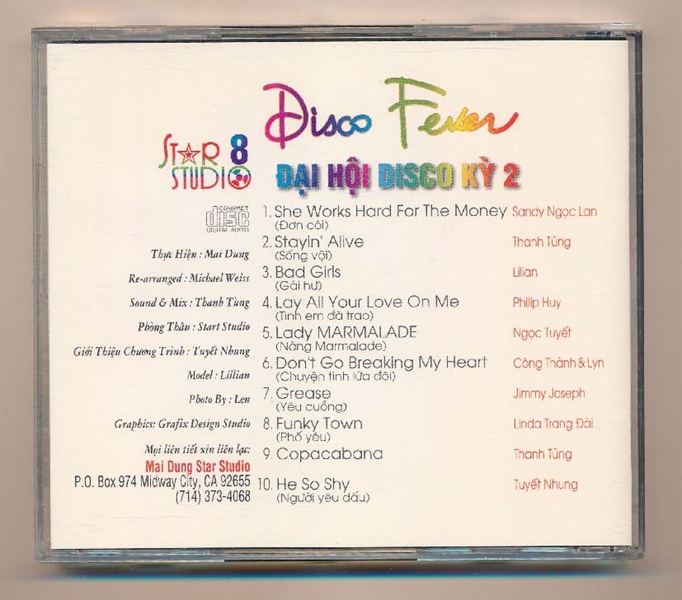 Disco Fever
STAR 8
STUDIO
ĐẠI HỘI DISCO KỲ 2
COMPACT
disc
DIGITAL AUDIO
Thực Hiện : Mai Dung
Re-arranged : Michael Weiss
Sound & Mix : Thanh Tùng
Phòng Thâu : Start Studio
Giới Thiệu Chương Trình : Tuyết Nhung
Model : Liilian
Photo By : Len
Graphics: Grafix Design Studio
Mọi liên tiết xin liên lạc:
Mai Dung Star Studio
P.O. Box 974 Midway City, CA 92655
(714) 373-4068
1. She Works Hard For The Money Sandy Ngọc Lan
(Đơn côi)
2. Stayin' Alive Thanh Tùng
(Sống vội)
3. Bad Girls Lilian
(Gái hư)
4. Lay All Your Love On Me Philip Huy
(Tình em đã trao)
5. Lady MARMALADE Ngọc Tuyết
(Nàng Marmalade)
6. Don't Go Breaking My Heart Công Thành & Lyn
(Chuyện tình lứa đôi)
7. Grease Jimmy Joseph
(Yêu cuồng)
8. Funky Town Linda Trang Đài
(Phố yêu)
9. Copacabana Thanh Tùng
10. He So Shy Tuyết Nhung
(Người yêu dấu)